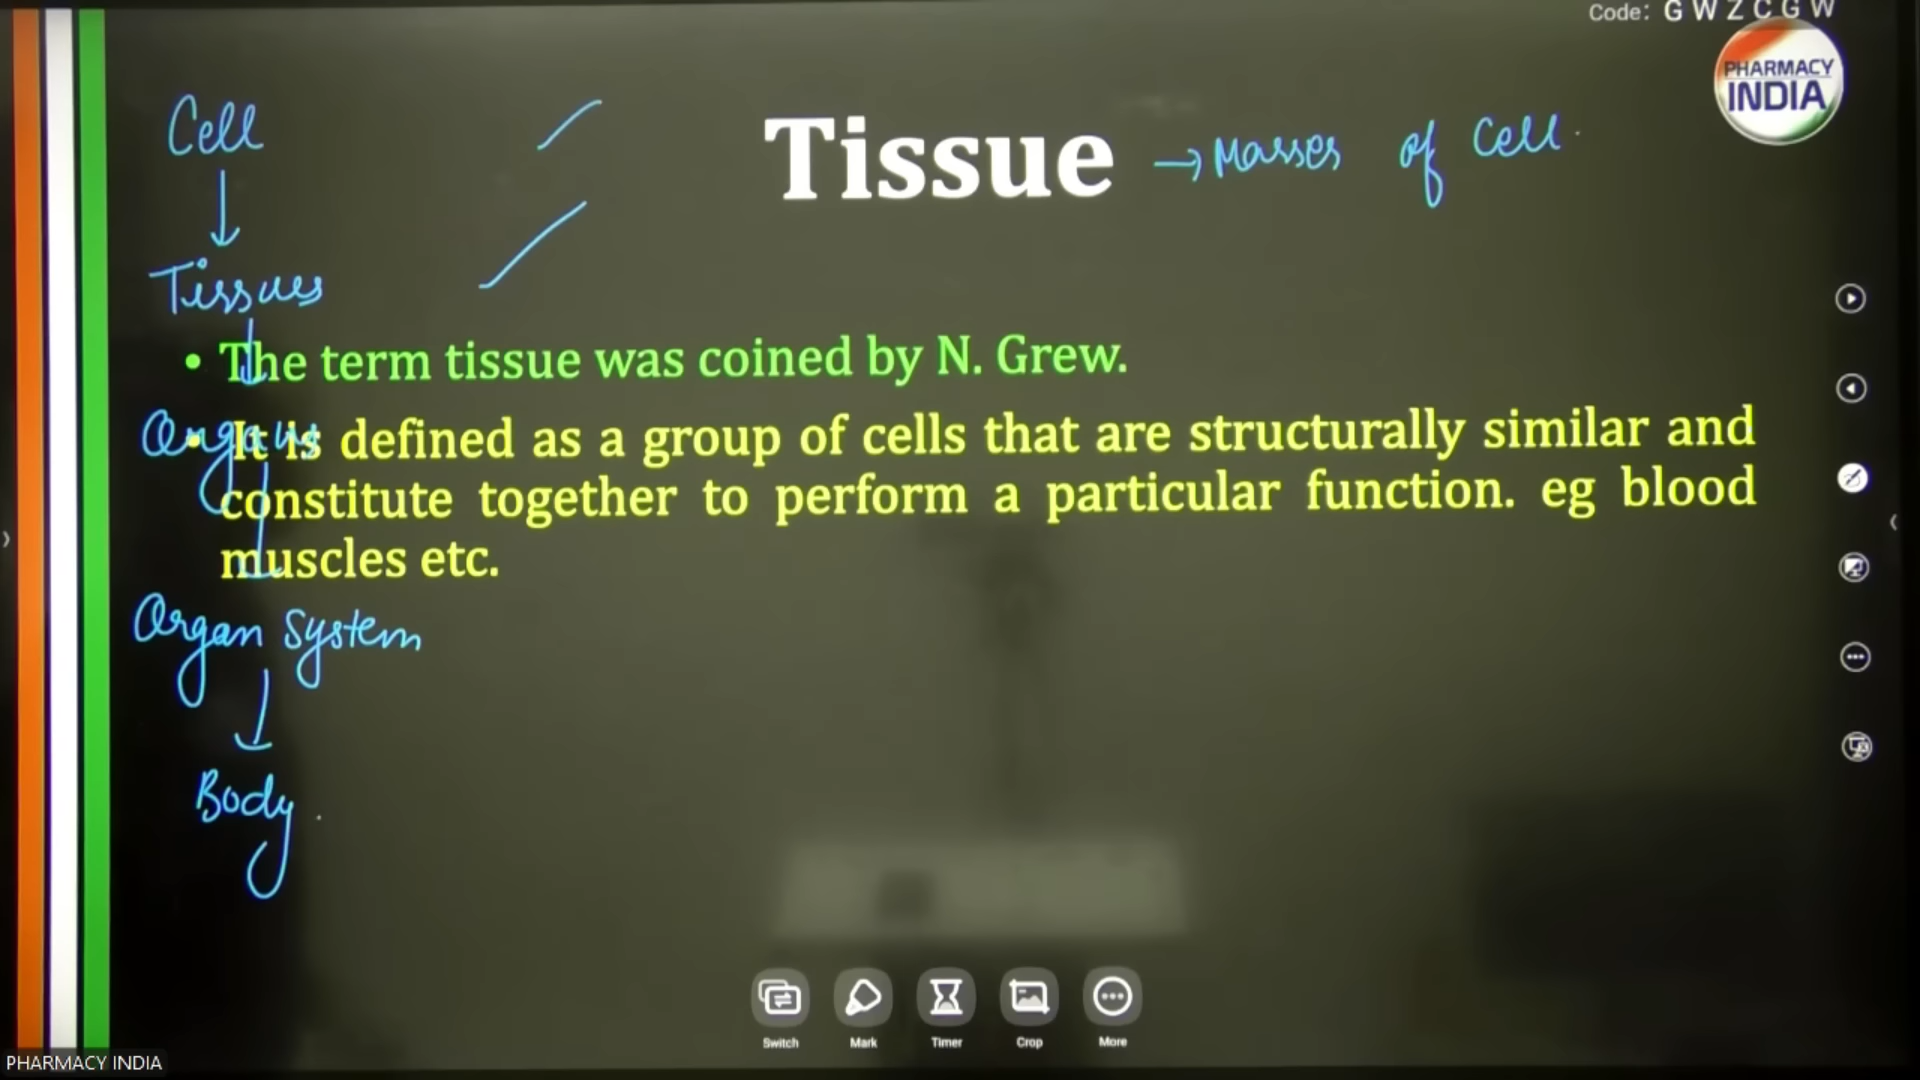 Code: G W Z C G W
PHARMACY
INDIA
Cell
Tissue → Masses of Cell.
Tissues
• The term tissue was coined by N. Grew.
Organs
• It is defined as a group of cells that are structurally similar and
constitute together to perform a particular function. eg blood
muscles etc.
Organ System
Body.
Switch Mark Timer Crop More
PHARMACY INDIA